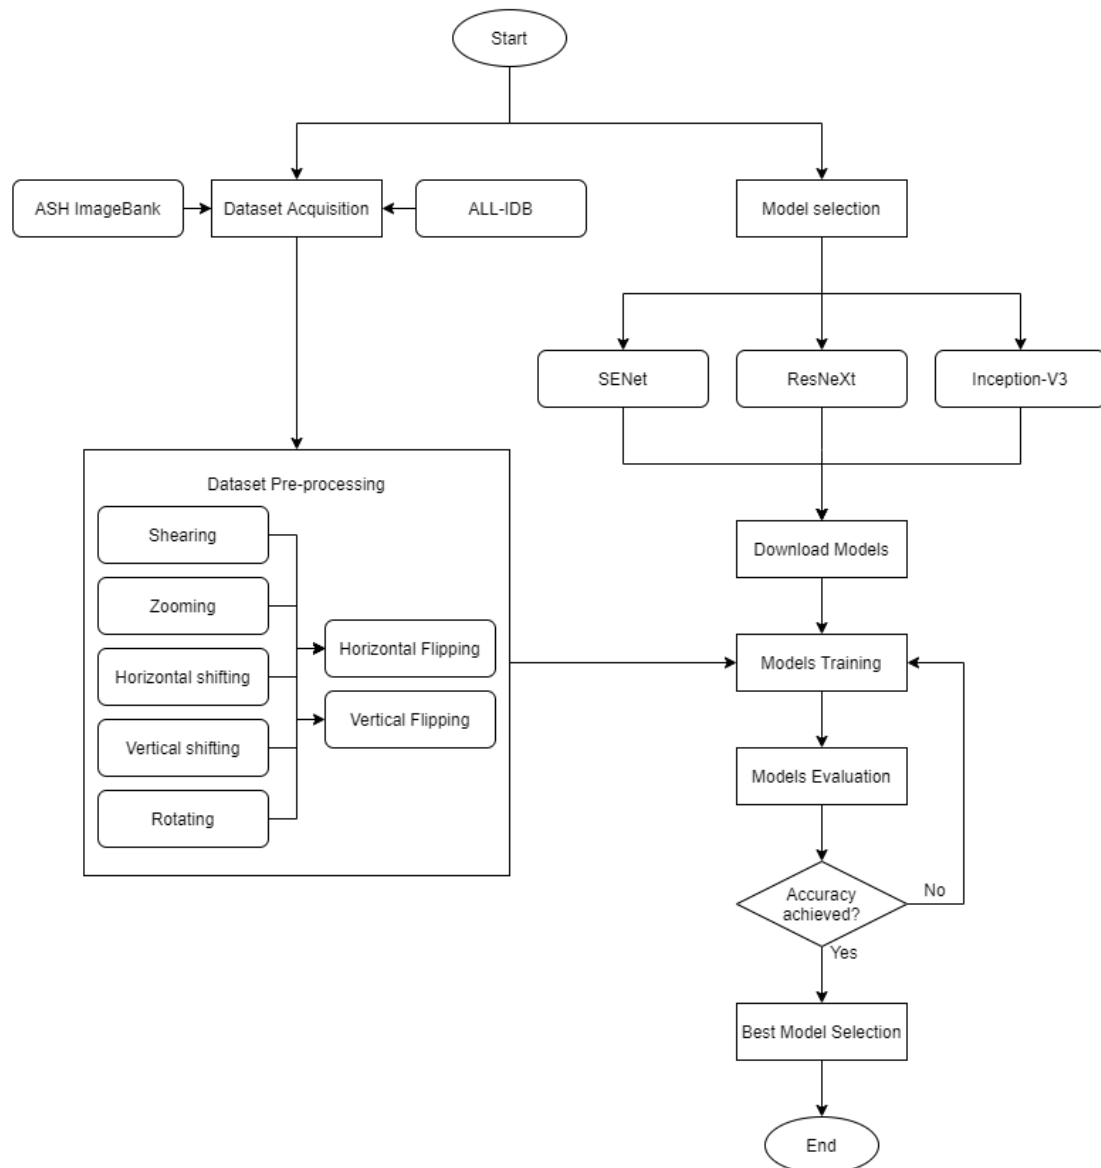 Start
ASH ImageBank
Dataset Acquisition
ALL-IDB
Model selection
SENet
ResNeXt
Inception-V3
Dataset Pre-processing
Shearing
Zooming
Horizontal shifting
Vertical shifting
Rotating
Horizontal Flipping
Vertical Flipping
Download Models
Models Training
Models Evaluation
Accuracy
achieved?
No
Yes
Best Model Selection
End